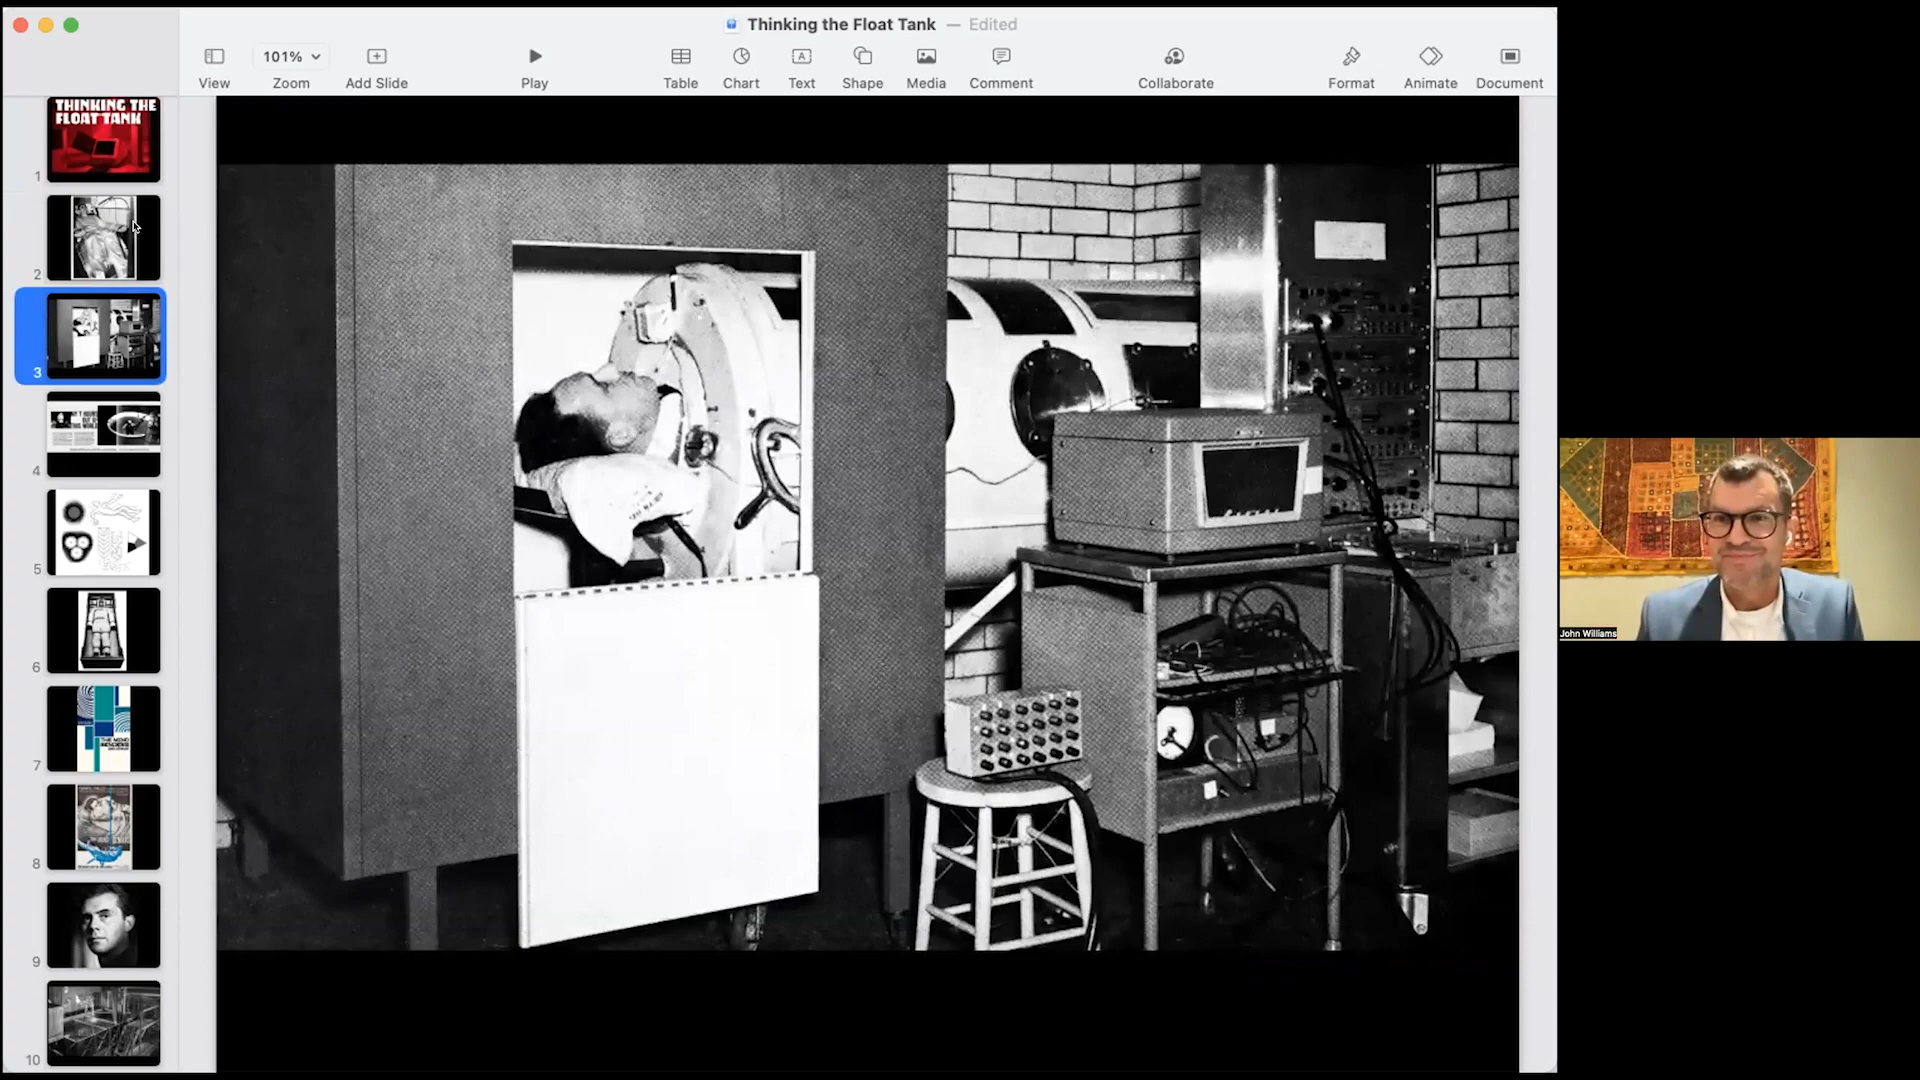 Thinking the Float Tank — Edited
View
101%
Zoom
Add Slide
Play
Table
Chart
Text
Shape
Media
Comment
Collaborate
Format
Animate
Document
THINKING THE
FLOAT TANK
1
2
3
4
5
6
7
8
9
10
John Williams